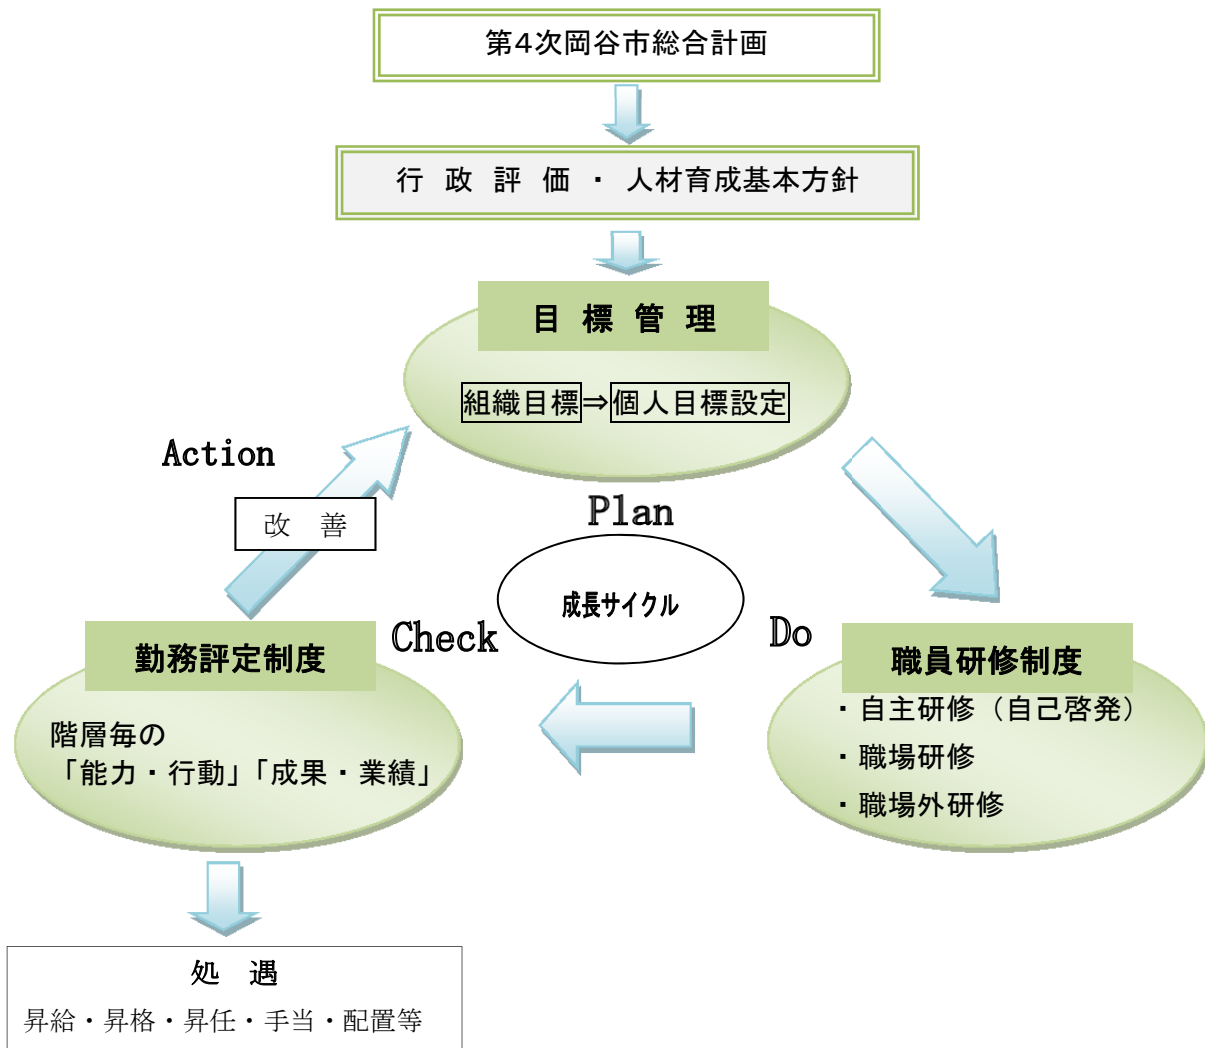 第4次岡谷市総合計画
行 政 評 価 ・ 人材育成基本方針
目 標 管 理
組織目標⇒個人目標設定
Action
改 善
Plan
成長サイクル
Check
Do
勤務評定制度
階層毎の
「能力・行動」「成果・業績」
職員研修制度
・自主研修（自己啓発）
・職場研修
・職場外研修
処 遇
昇給・昇格・昇任・手当・配置等